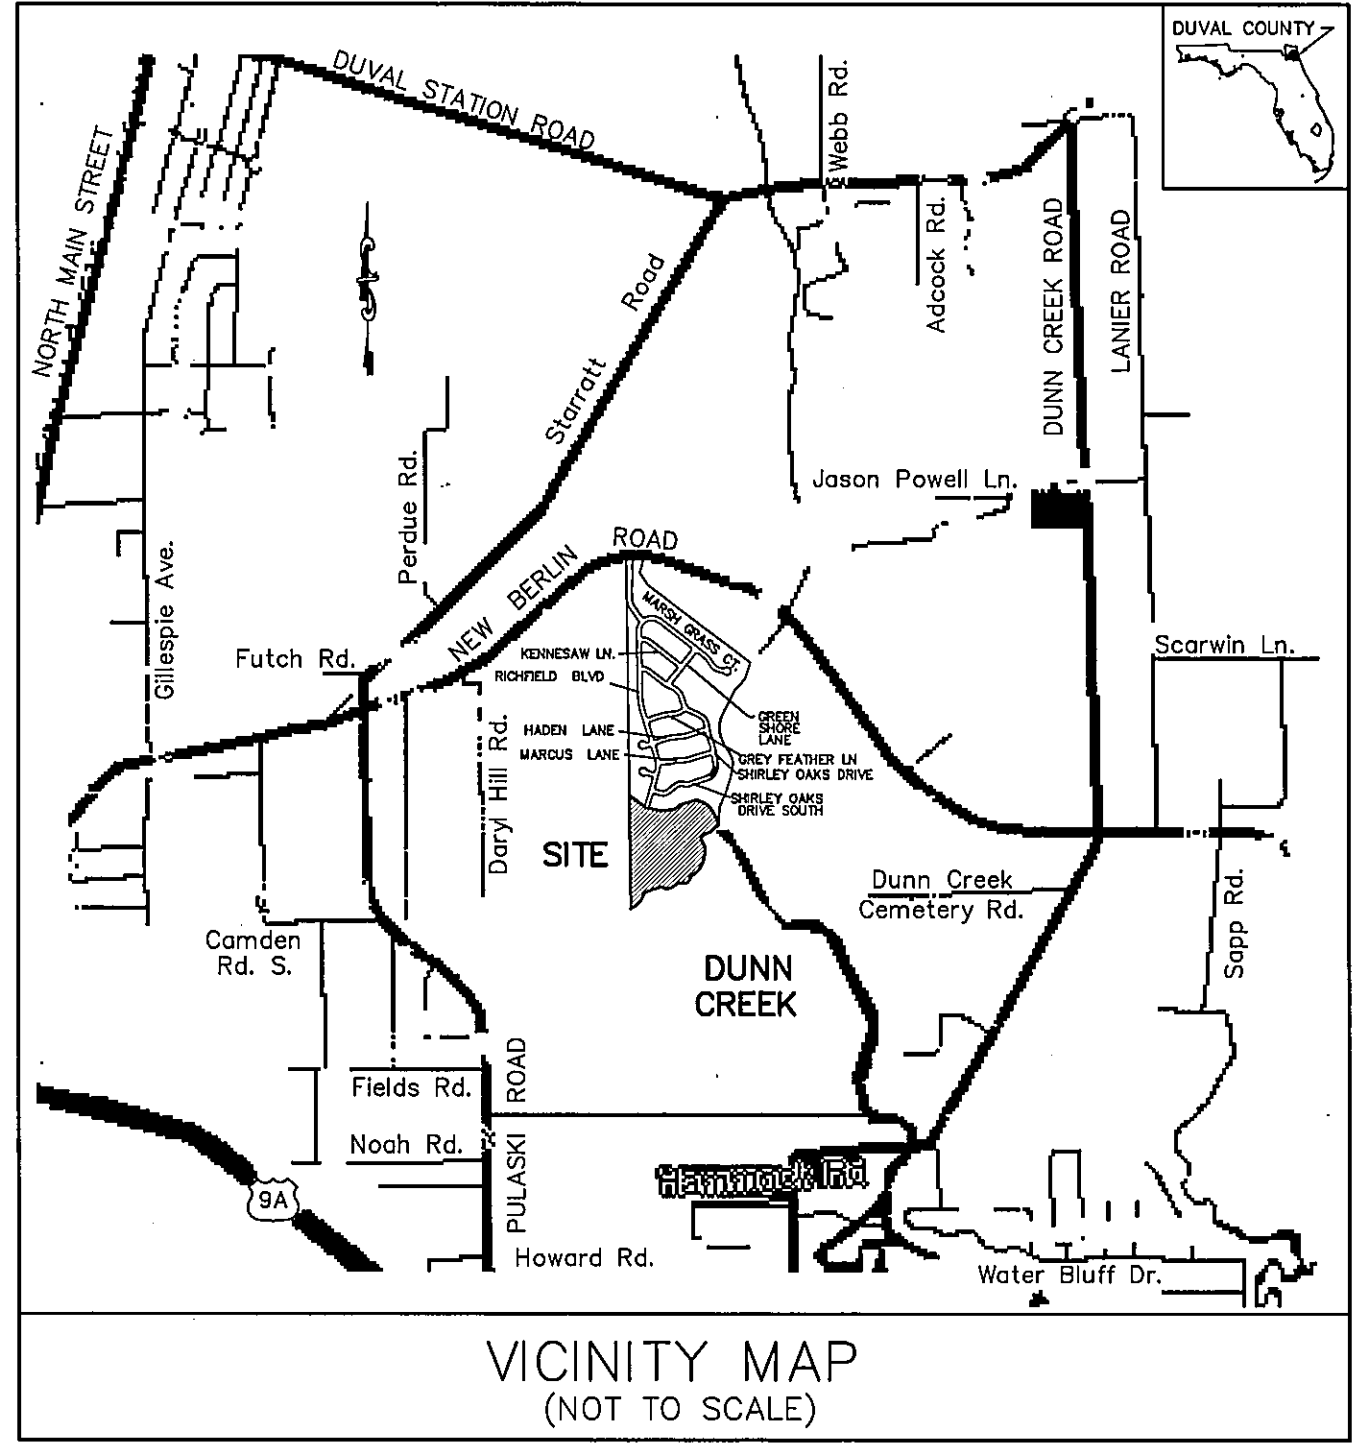 DUVAL COUNTY
DUVAL STATION ROAD
Webb Rd.
NORTH MAIN STREET
Adcock Rd.
DUNN CREEK ROAD
LANIER ROAD
Starratt Road
Perdue Rd.
Jason Powell Ln.
NEW BERLIN ROAD
Gillespie Ave.
MARSH GRASS CT.
Futch Rd.
KENNESAW LN.
RICHFIELD BLVD
Scarwin Ln.
GREEN
SHORE
LANE
HADEN LANE
MARCUS LANE
GREY FEATHER LN
SHIRLEY OAKS DRIVE
SHIRLEY OAKS
DRIVE SOUTH
Daryl Hill Rd.
SITE
Dunn Creek
Cemetery Rd.
Sapp Rd.
Camden
Rd. S.
DUNN
CREEK
Fields Rd.
Noah Rd.
PULASKI ROAD
Hammock Rd
9A
Howard Rd.
Water Bluff Dr.
VICINITY MAP
(NOT TO SCALE)